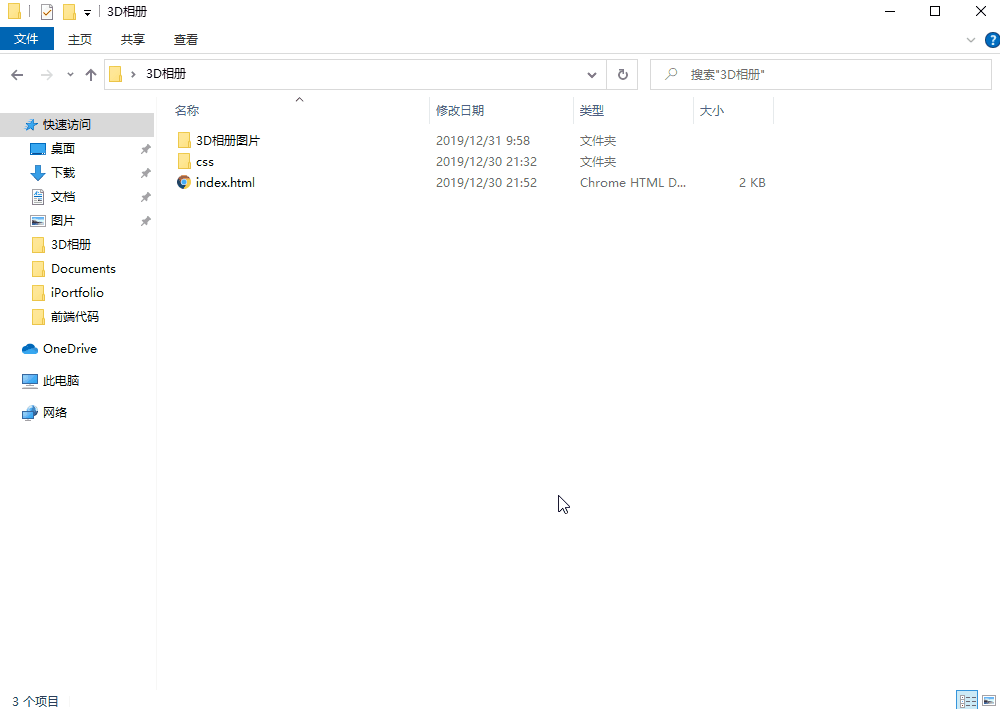 3D相册
文件 主页 共享 查看
3D相册 搜索"3D相册"
名称 修改日期 类型 大小
快速访问
桌面
下载
文档
图片
3D相册
Documents
iPortfolio
前端代码
OneDrive
此电脑
网络
3D相册图片 2019/12/31 9:58 文件夹
css 2019/12/30 21:32 文件夹
index.html 2019/12/30 21:52 Chrome HTML D... 2 KB
3 个项目